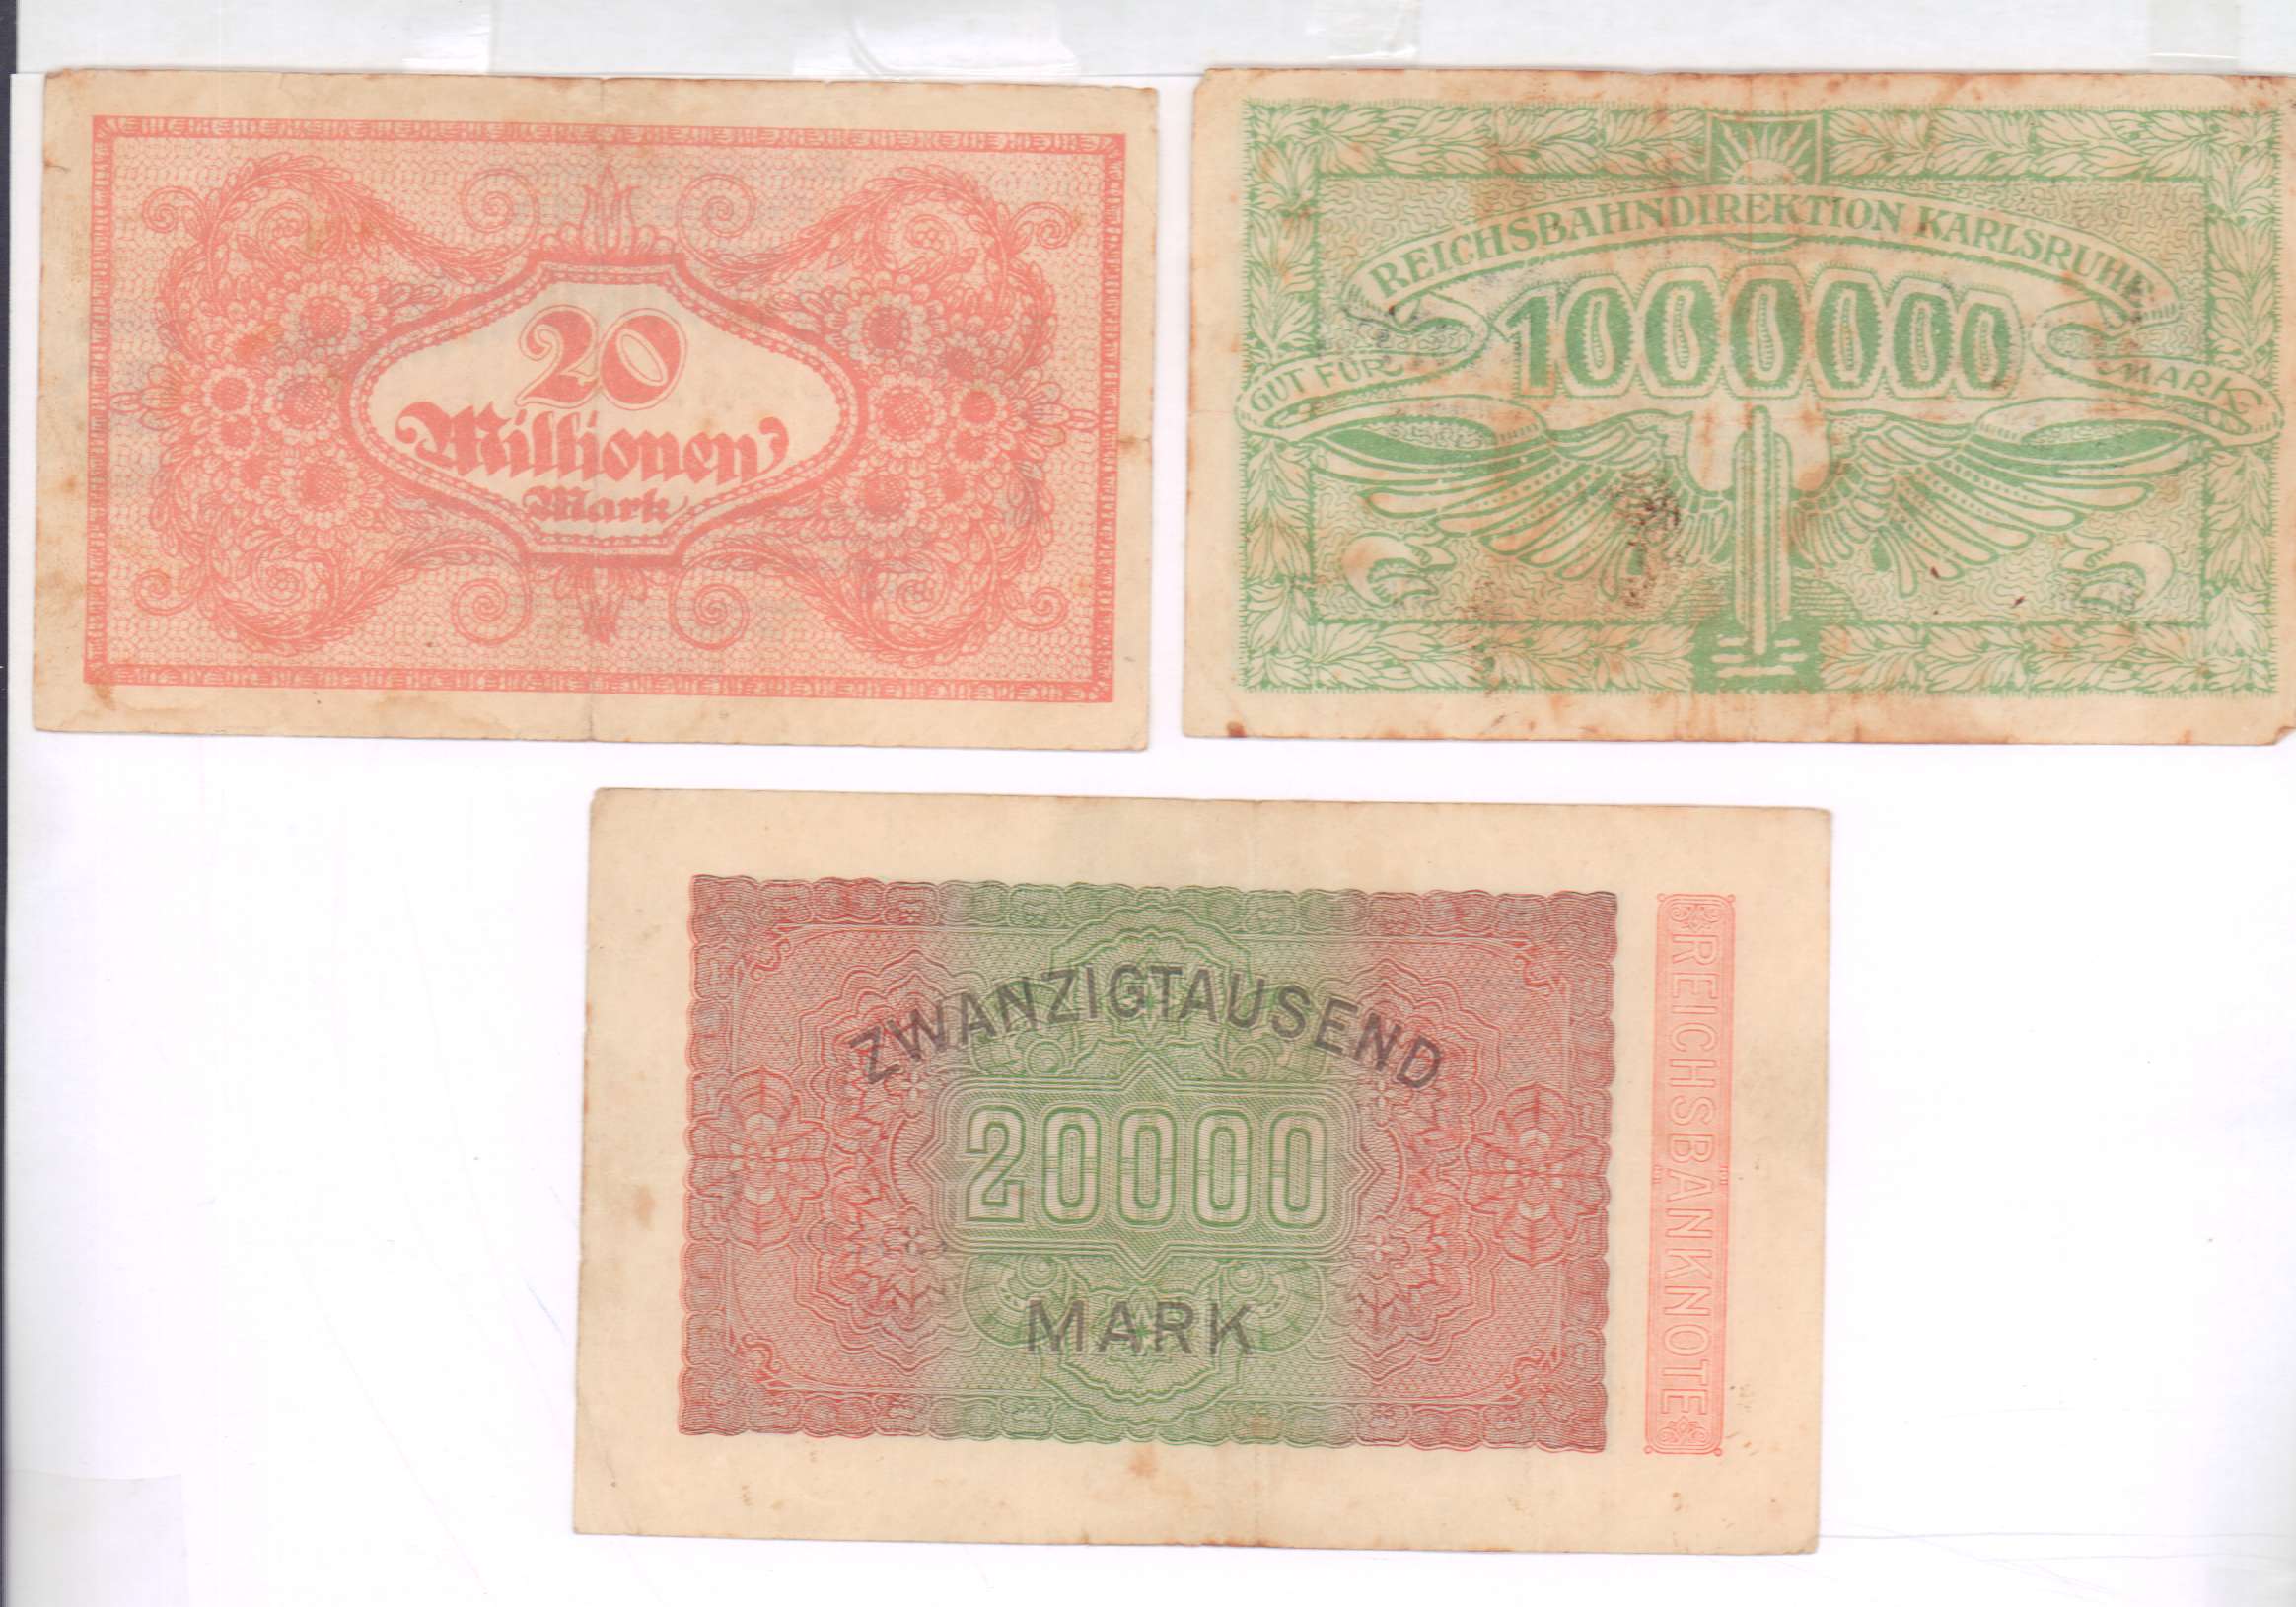 20
Millionen
Mark
REICHSBAHNDIREKTION KARLSRUHE
GUT FÜR 1000000 MARK
ZWANZIGTAUSEND
20000
MARK
REICHSBANKNOTE